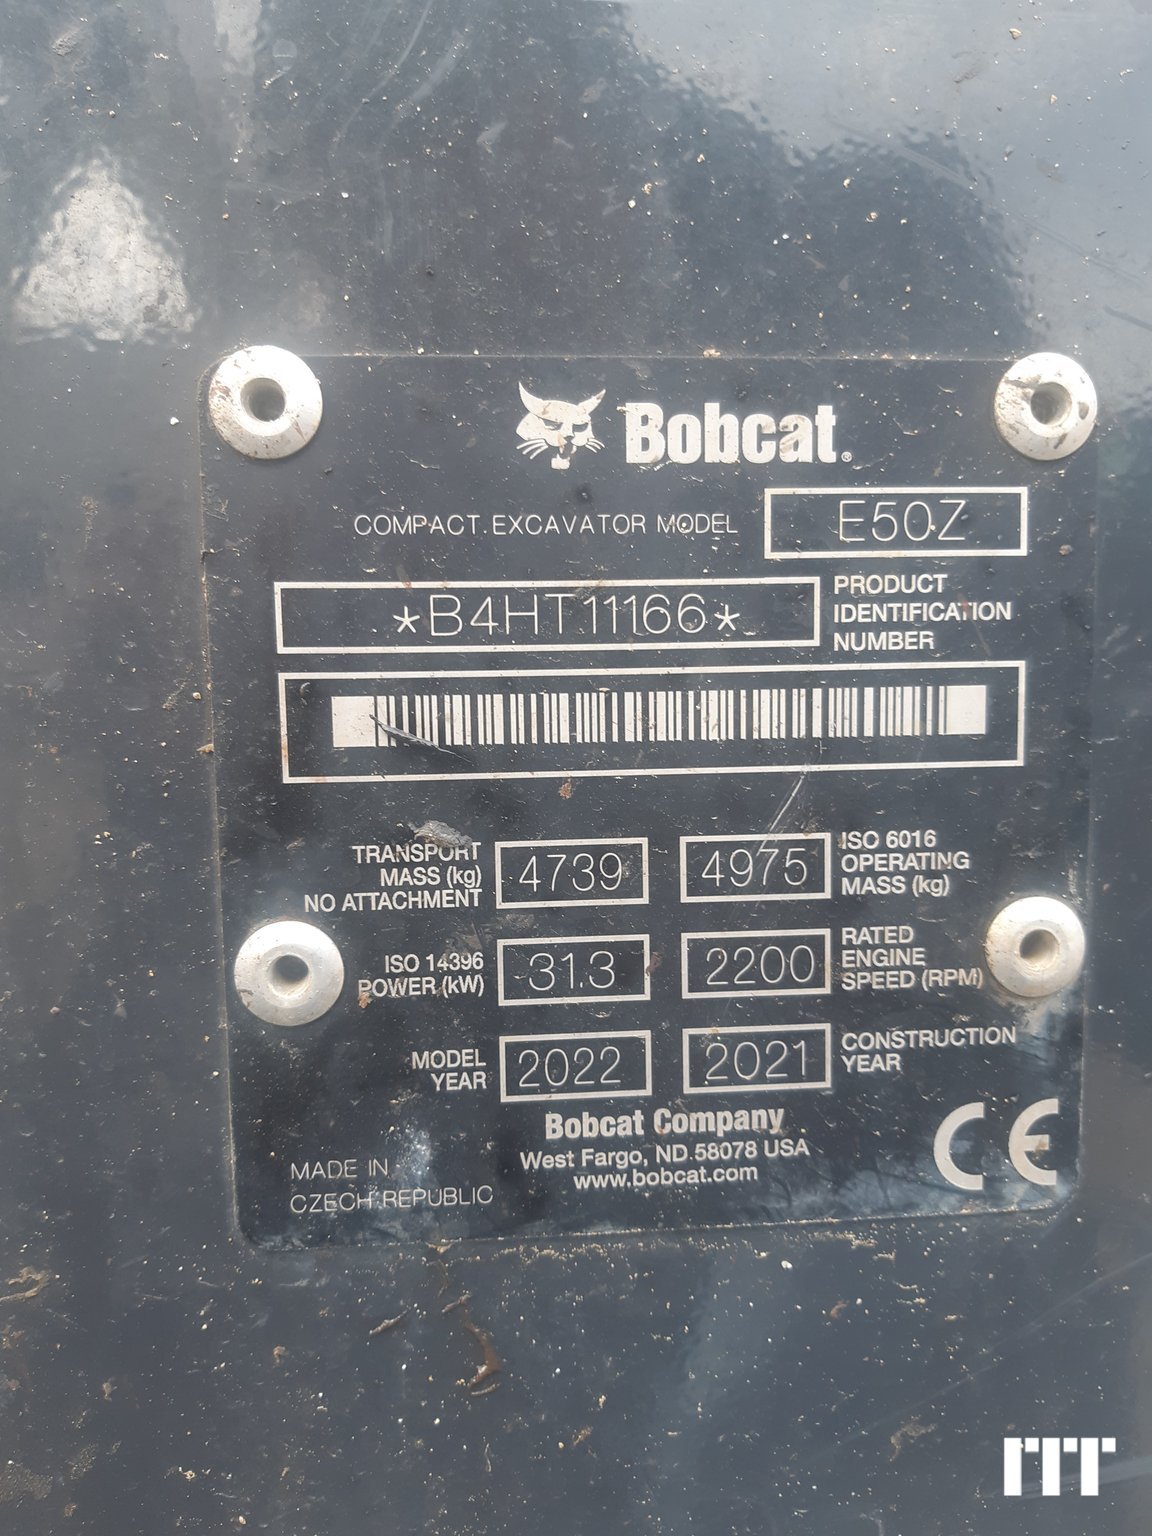 Bobcat®
COMPACT EXCAVATOR MODEL E50Z
*B4HT11166*
PRODUCT
IDENTIFICATION
NUMBER
TRANSPORT
MASS (kg)
NO ATTACHMENT
4739
4975
ISO 6016
OPERATING
MASS (kg)
ISO 14396
POWER (kW)
31.3
2200
RATED
ENGINE
SPEED (RPM)
MODEL
YEAR
2022
2021
CONSTRUCTION
YEAR
Bobcat Company
West Fargo, ND 58078 USA
www.bobcat.com
MADE IN
CZECH REPUBLIC
CE